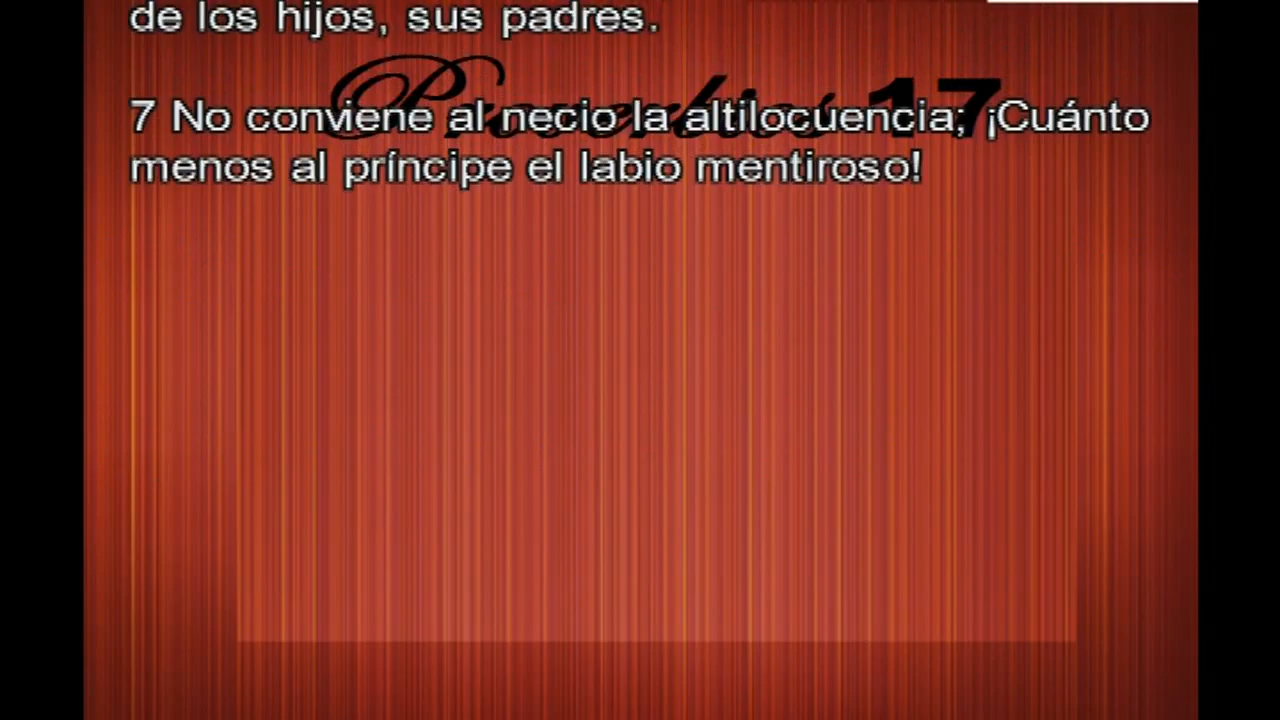 de los hijos, sus padres.
Proverbios 17
7 No conviene al necio la altilocuencia; ¡Cuánto
menos al príncipe el labio mentiroso!